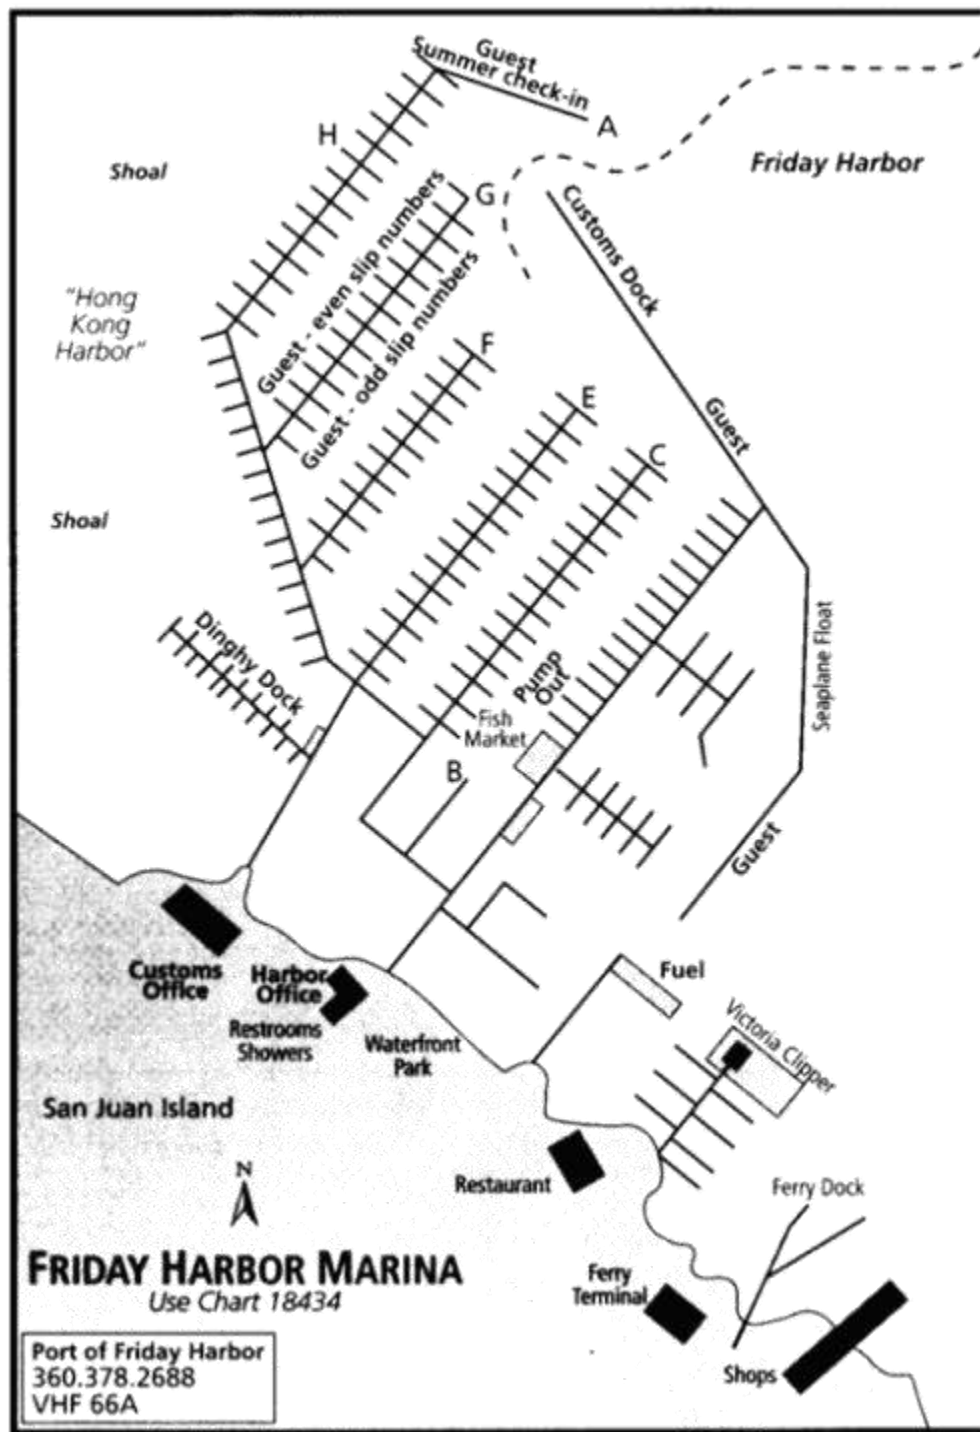 Guest
Summer check-in
A
H
Shoal
Friday Harbor
G
Customs Dock
Guest - even slip numbers
Guest - odd slip numbers
"Hong
Kong
Harbor"
F
E
Guest
C
Shoal
Dinghy Dock
Pump
Out
Seaplane Float
Fish
Market
B
Guest
Customs
Office
Harbor
Office
Restrooms
Showers
Waterfront
Park
Fuel
Victoria Clipper
San Juan Island
N
Restaurant
Ferry Dock
FRIDAY HARBOR MARINA
Use Chart 18434
Ferry
Terminal
Shops
Port of Friday Harbor
360.378.2688
VHF 66A